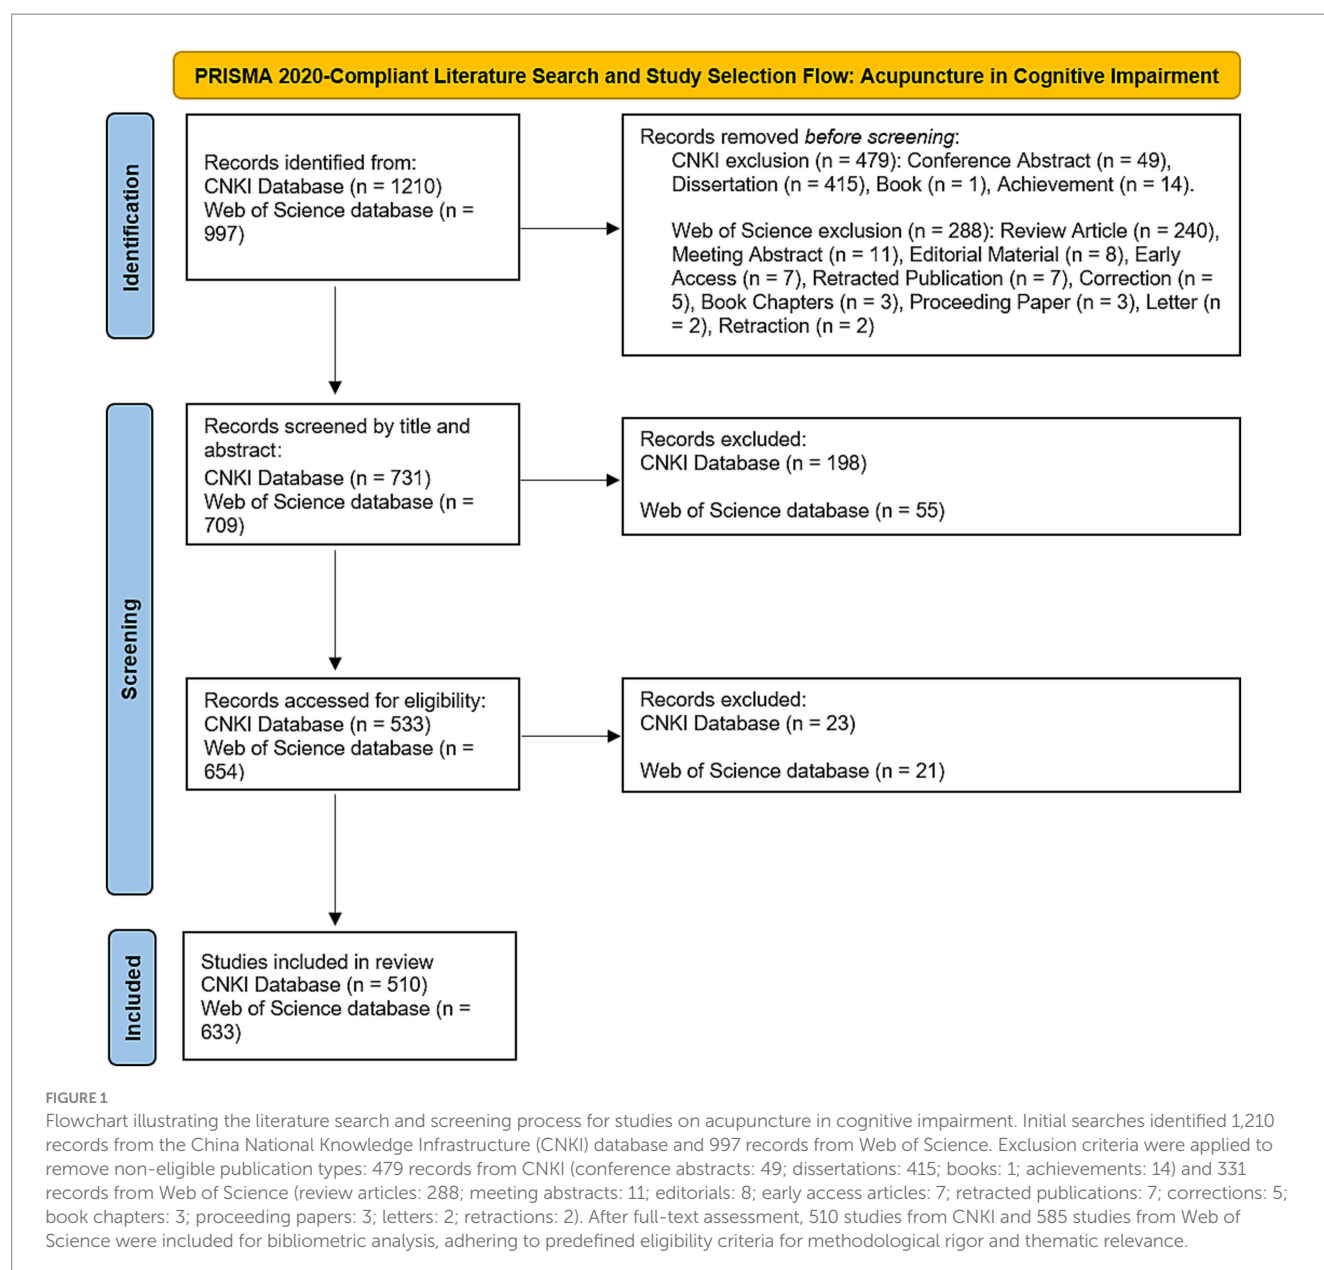 PRISMA 2020-Compliant Literature Search and Study Selection Flow: Acupuncture in Cognitive Impairment
Identification
Records identified from:
CNKI Database (n = 1210)
Web of Science database (n =
997)
Records removed before screening:
CNKI exclusion (n = 479): Conference Abstract (n = 49),
Dissertation (n = 415), Book (n = 1), Achievement (n = 14).
Web of Science exclusion (n = 288): Review Article (n = 240),
Meeting Abstract (n = 11), Editorial Material (n = 8), Early
Access (n = 7), Retracted Publication (n = 7), Correction (n =
5), Book Chapters (n = 3), Proceeding Paper (n = 3), Letter (n
= 2), Retraction (n = 2)
Screening
Records screened by title and
abstract:
CNKI Database (n = 731)
Web of Science database (n =
709)
Records excluded:
CNKI Database (n = 198)
Web of Science database (n = 55)
Records accessed for eligibility:
CNKI Database (n = 533)
Web of Science database (n =
654)
Records excluded:
CNKI Database (n = 23)
Web of Science database (n = 21)
Included
Studies included in review
CNKI Database (n = 510)
Web of Science database (n =
633)
FIGURE 1
Flowchart illustrating the literature search and screening process for studies on acupuncture in cognitive impairment. Initial searches identified 1,210
records from the China National Knowledge Infrastructure (CNKI) database and 997 records from Web of Science. Exclusion criteria were applied to
remove non-eligible publication types: 479 records from CNKI (conference abstracts: 49; dissertations: 415; books: 1; achievements: 14) and 331
records from Web of Science (review articles: 288; meeting abstracts: 11; editorials: 8; early access articles: 7; retracted publications: 7; corrections: 5;
book chapters: 3; proceeding papers: 3; letters: 2; retractions: 2). After full-text assessment, 510 studies from CNKI and 585 studies from Web of
Science were included for bibliometric analysis, adhering to predefined eligibility criteria for methodological rigor and thematic relevance.